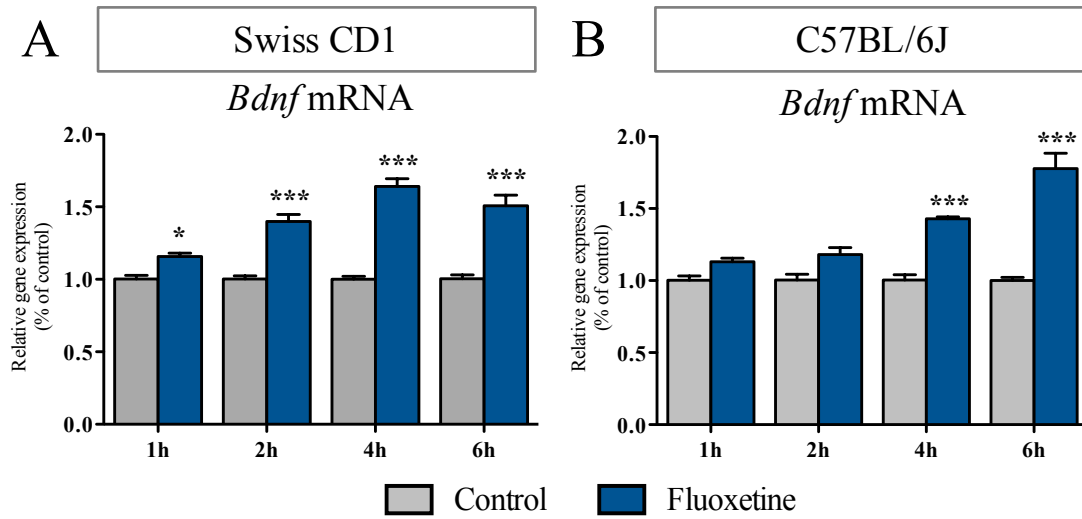 A
Swiss CD1
Bdnf mRNA
Relative gene expression
(% of control)
2.0
1.5
1.0
0.5
0.0
*
***
***
***
1h
2h
4h
6h
B
C57BL/6J
Bdnf mRNA
Relative gene expression
(% of control)
2.0
1.5
1.0
0.5
0.0
***
***
1h
2h
4h
6h
Control
Fluoxetine